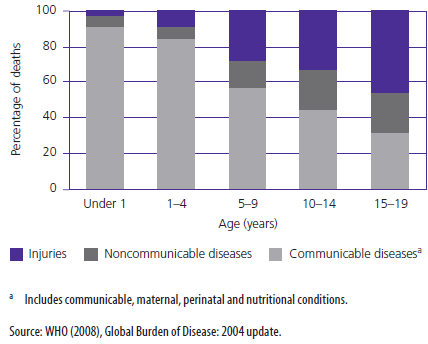 100
80
60
40
20
0
Percentage of deaths
Under 1 1–4 5–9 10–14 15–19
Age (years)
Injuries Noncommunicable diseases Communicable diseasesᵃ
ᵃ Includes communicable, maternal, perinatal and nutritional conditions.
Source: WHO (2008), Global Burden of Disease: 2004 update.